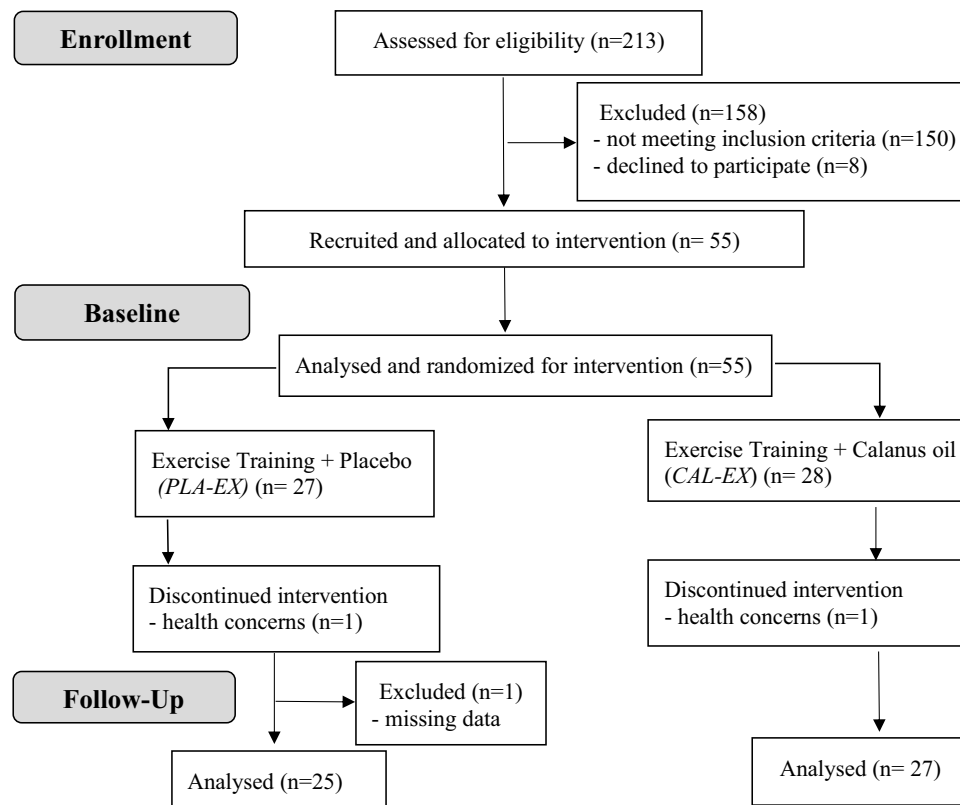 Enrollment
Assessed for eligibility (n=213)
Excluded (n=158)
- not meeting inclusion criteria (n=150)
- declined to participate (n=8)
Recruited and allocated to intervention (n= 55)
Baseline
Analysed and randomized for intervention (n=55)
Exercise Training + Placebo
(PLA-EX) (n= 27)
Exercise Training + Calanus oil
(CAL-EX) (n= 28)
Discontinued intervention
- health concerns (n=1)
Discontinued intervention
- health concerns (n=1)
Follow-Up
Excluded (n=1)
- missing data
Analysed (n=25)
Analysed (n= 27)